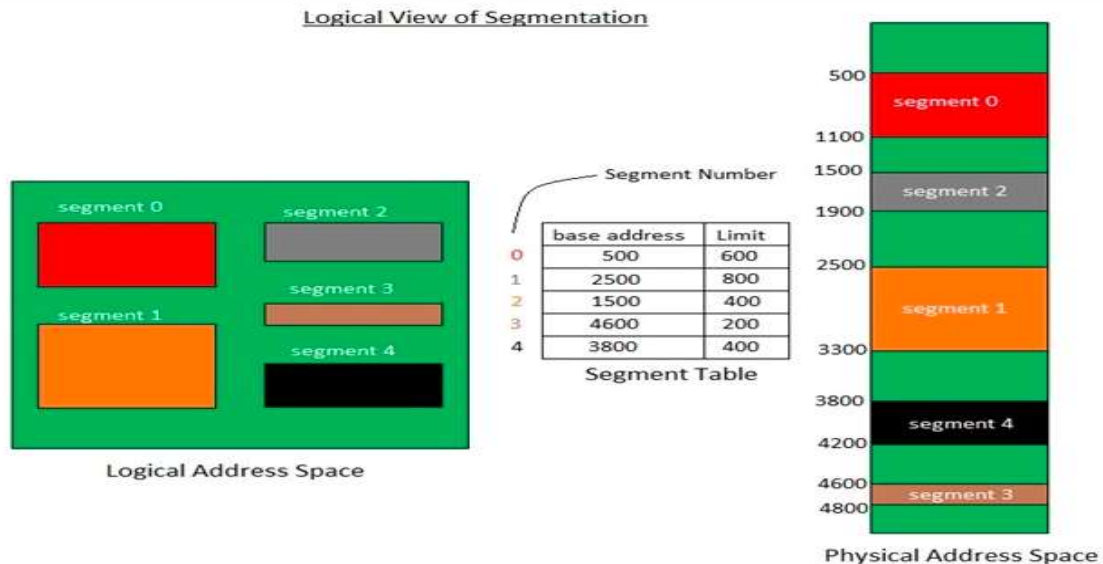 Logical View of Segmentation
segment 0
segment 2
segment 3
segment 1
segment 4
Logical Address Space
Segment Number
base address Limit
0 500 600
1 2500 800
2 1500 400
3 4600 200
4 3800 400
Segment Table
500
segment 0
1100
1500
segment 2
1900
2500
segment 1
3300
3800
segment 4
4200
4600
segment 3
4800
Physical Address Space